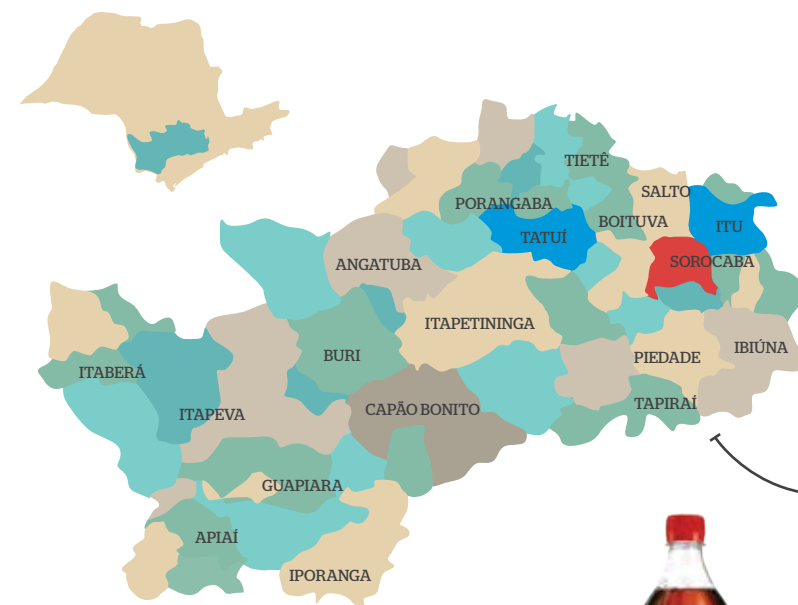 TIETÊ
SALTO
PORANGABA
BOITUVA
ITU
TATUÍ
ANGATUBA
SOROCABA
ITAPETININGA
BURI
PIEDADE
IBIÚNA
ITABERÁ
ITAPEVA
CAPÃO BONITO
TAPIRAÍ
GUAPIARA
APIAÍ
IPORANGA